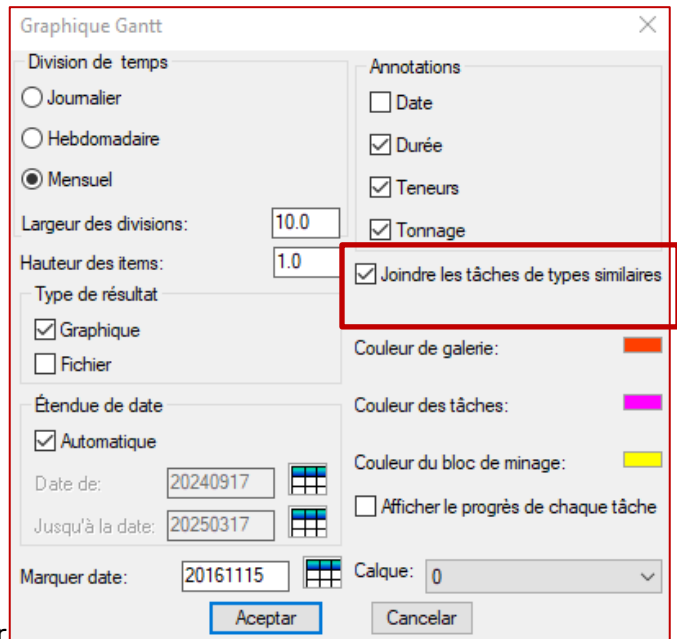 Graphique Gantt
Division de temps
Journalier
Hebdomadaire
Mensuel
Largeur des divisions: 10.0
Hauteur des items: 1.0
Type de résultat
Graphique
Fichier
Étendue de date
Automatique
Date de: 20240917
Jusqu'à la date: 20250317
Marquer date: 20161115
Annotations
Date
Durée
Teneurs
Tonnage
Joindre les tâches de types similaires
Couleur de galerie:
Couleur des tâches:
Couleur du bloc de minage:
Afficher le progrès de chaque tâche
Calque: 0
Aceptar Cancelar
r